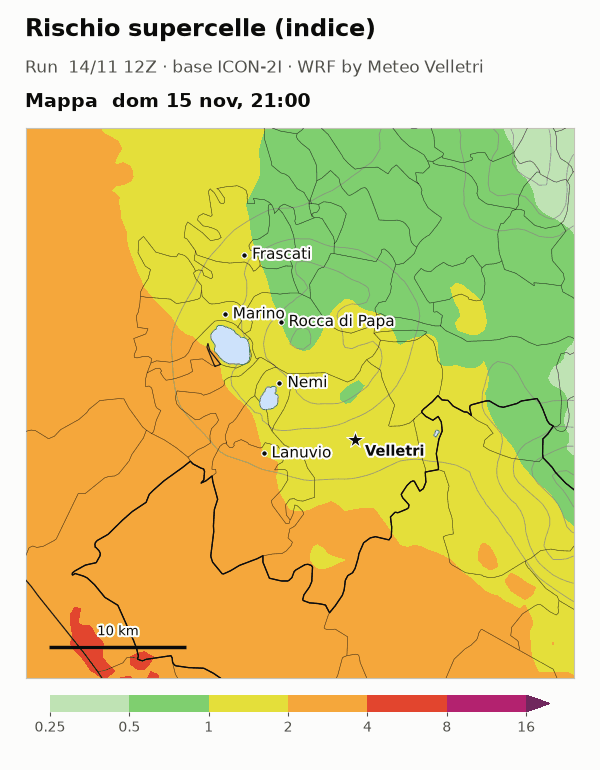 Rischio supercelle (indice)
Run  14/11 12Z · base ICON-2I · WRF by Meteo Velletri
Mappa  dom 15 nov, 21:00
Frascati
Marino
Rocca di Papa
Nemi
Velletri
Lanuvio
10 km
0.25 0.5 1 2 4 8 16